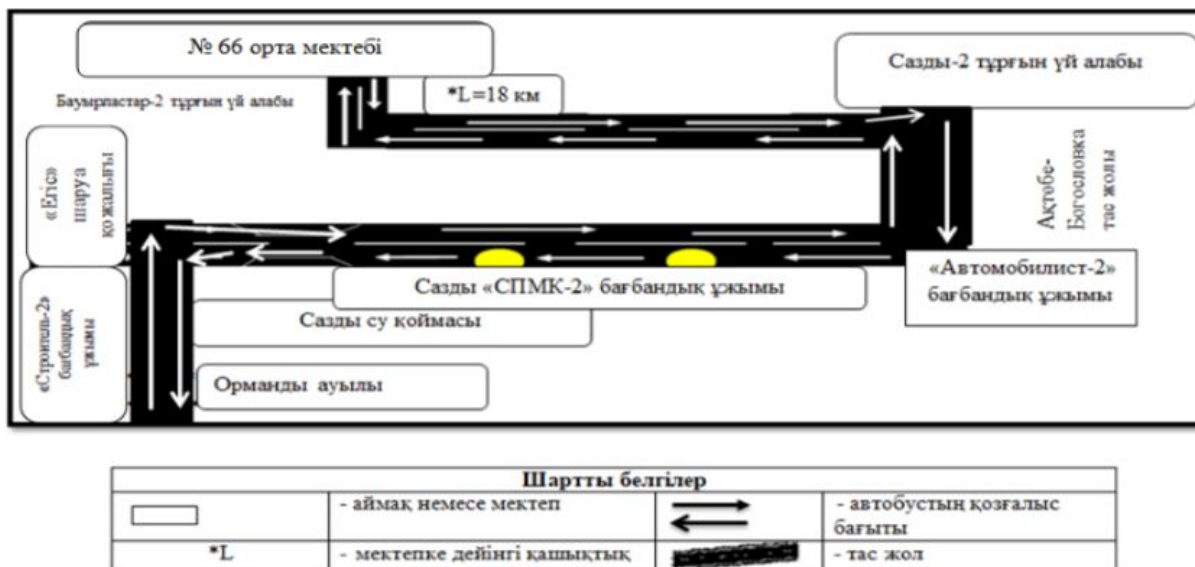 № 66 орта мектебі
Сазды-2 тұрғын үй алабы
Бауырластар-2 тұрғын үй алабы
*L=18 км
«Егіс»
шаруа
қожалығы
Ақтөбе-
Богословка
тас жолы
«Автомобилист-2»
бағбандық ұжымы
Сазды «СПМК-2» бағбандық ұжымы
«Строитель-2»
бағбандық
ұжымы
Сазды су қоймасы
Орманды ауылы
Шартты белгілер
- аймақ немесе мектеп
- автобустың қозғалыс
бағыты
*L
- мектепке дейінгі қашықтық
- тас жол